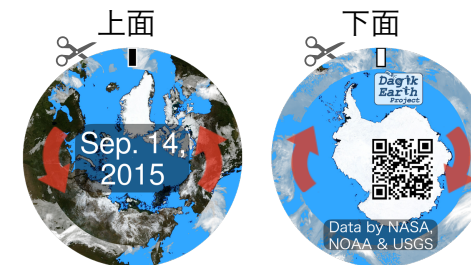 上面
下面
Sep. 14,
2015
Dagik
Earth
Project
Data by NASA,
NOAA & USGS